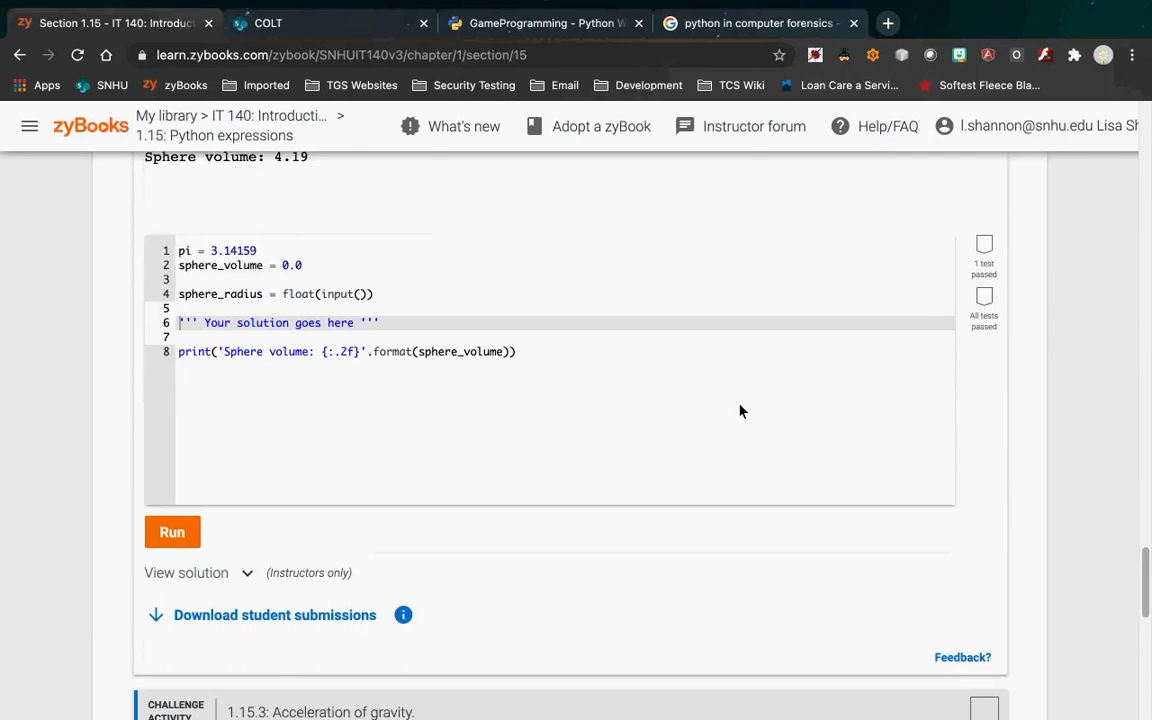 Section 1.15 - IT 140: Introduc
COLT
GameProgramming - Python W
python in computer forensics -
learn.zybooks.com/zybook/SNHUIT140v3/chapter/1/section/15
Apps
SNHU
zyBooks
Imported
TGS Websites
Security Testing
Email
Development
TCS Wiki
Loan Care a Servi...
Softest Fleece Bla...
zyBooks
My library > IT 140: Introducti... >
1.15: Python expressions
What's new
Adopt a zyBook
Instructor forum
Help/FAQ
l.shannon@snhu.edu Lisa Sh
Sphere volume: 4.19
1 pi = 3.14159
2 sphere_volume = 0.0
3
4 sphere_radius = float(input())
5
6 ''' Your solution goes here '''
7
8 print('Sphere volume: {:.2f}'.format(sphere_volume))
1 test
passed
All tests
passed
Run
View solution
(Instructors only)
Download student submissions
Feedback?
CHALLENGE
ACTIVITY
1.15.3: Acceleration of gravity.